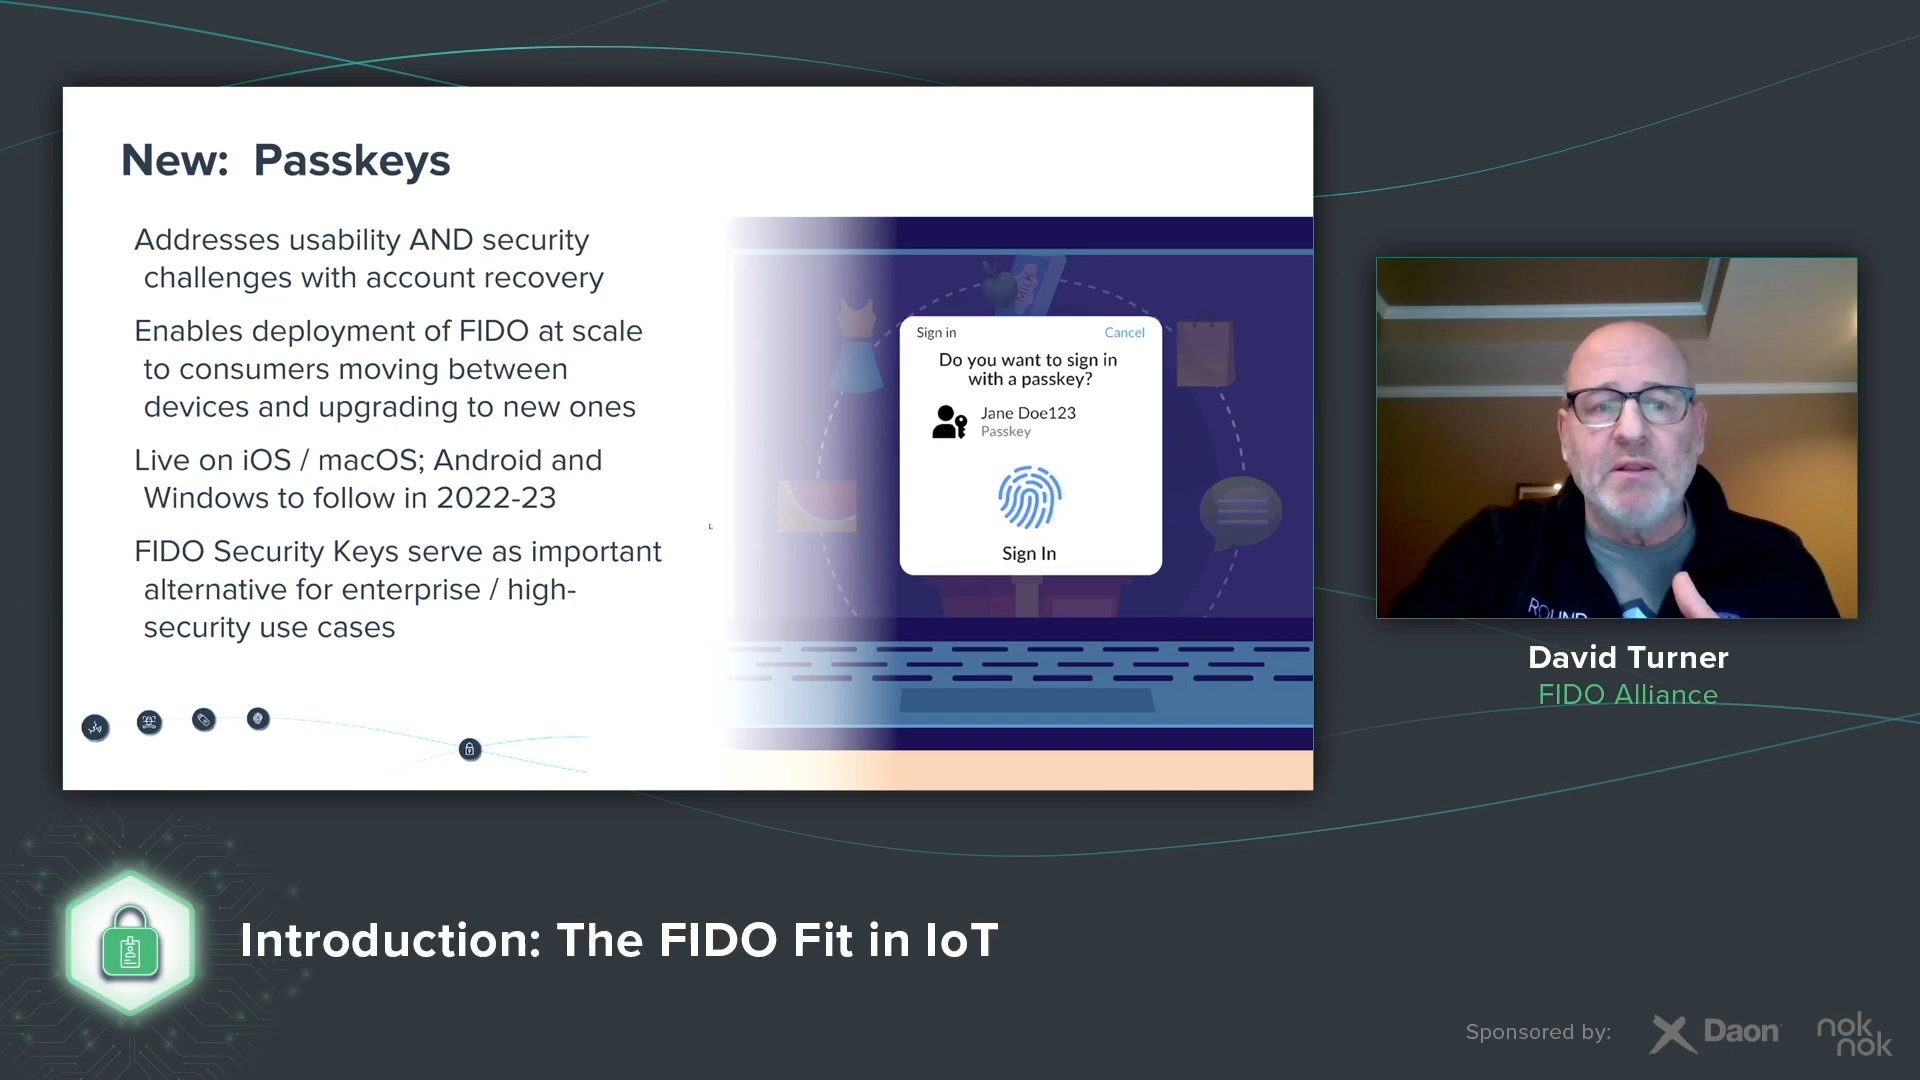 New: Passkeys
Addresses usability AND security
challenges with account recovery
Enables deployment of FIDO at scale
to consumers moving between
devices and upgrading to new ones
Live on iOS / macOS; Android and
Windows to follow in 2022-23
FIDO Security Keys serve as important
alternative for enterprise / high-
security use cases
MILK
Sign in
Cancel
Do you want to sign in
with a passkey?
Jane Doe123
Passkey
Sign In
ROUND
David Turner
FIDO Alliance
Introduction: The FIDO Fit in IoT
Sponsored by:
Daon
nok
nok